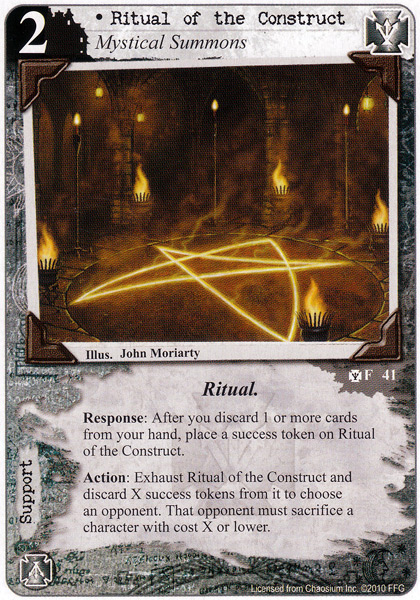 2
• Ritual of the Construct
Mystical Summons
Illus. John Moriarty
F 41
Ritual.
Response: After you discard 1 or more cards
from your hand, place a success token on Ritual
of the Construct.
Action: Exhaust Ritual of the Construct and
discard X success tokens from it to choose
an opponent. That opponent must sacrifice a
character with cost X or lower.
Support
Licensed from Chaosium Inc. ©2010 FFG